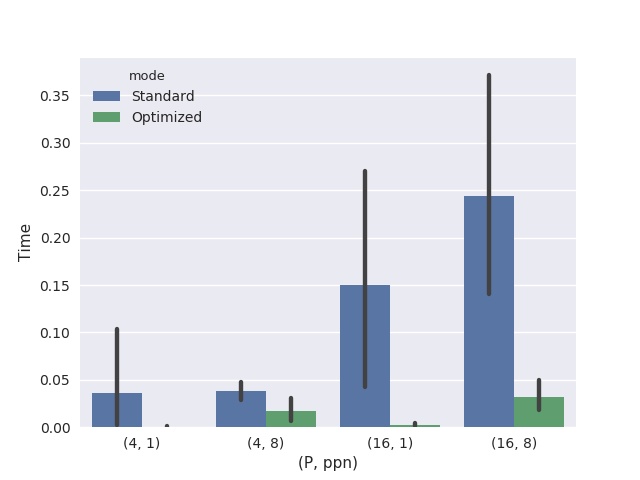 mode
Standard
Optimized
0.35
0.30
0.25
0.20
0.15
0.10
0.05
0.00
Time
(4, 1) (4, 8) (16, 1) (16, 8)
(P, ppn)